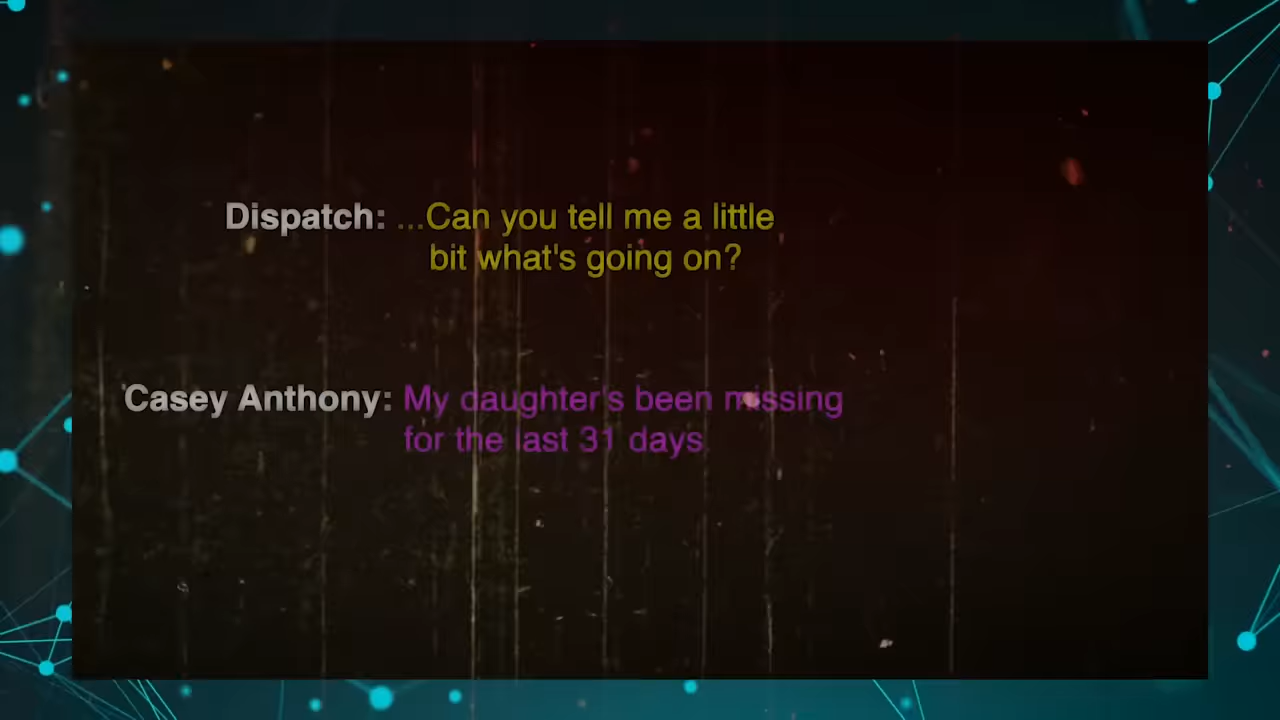 Dispatch: ...Can you tell me a little
bit what's going on?
Casey Anthony: My daughter's been missing
for the last 31 days